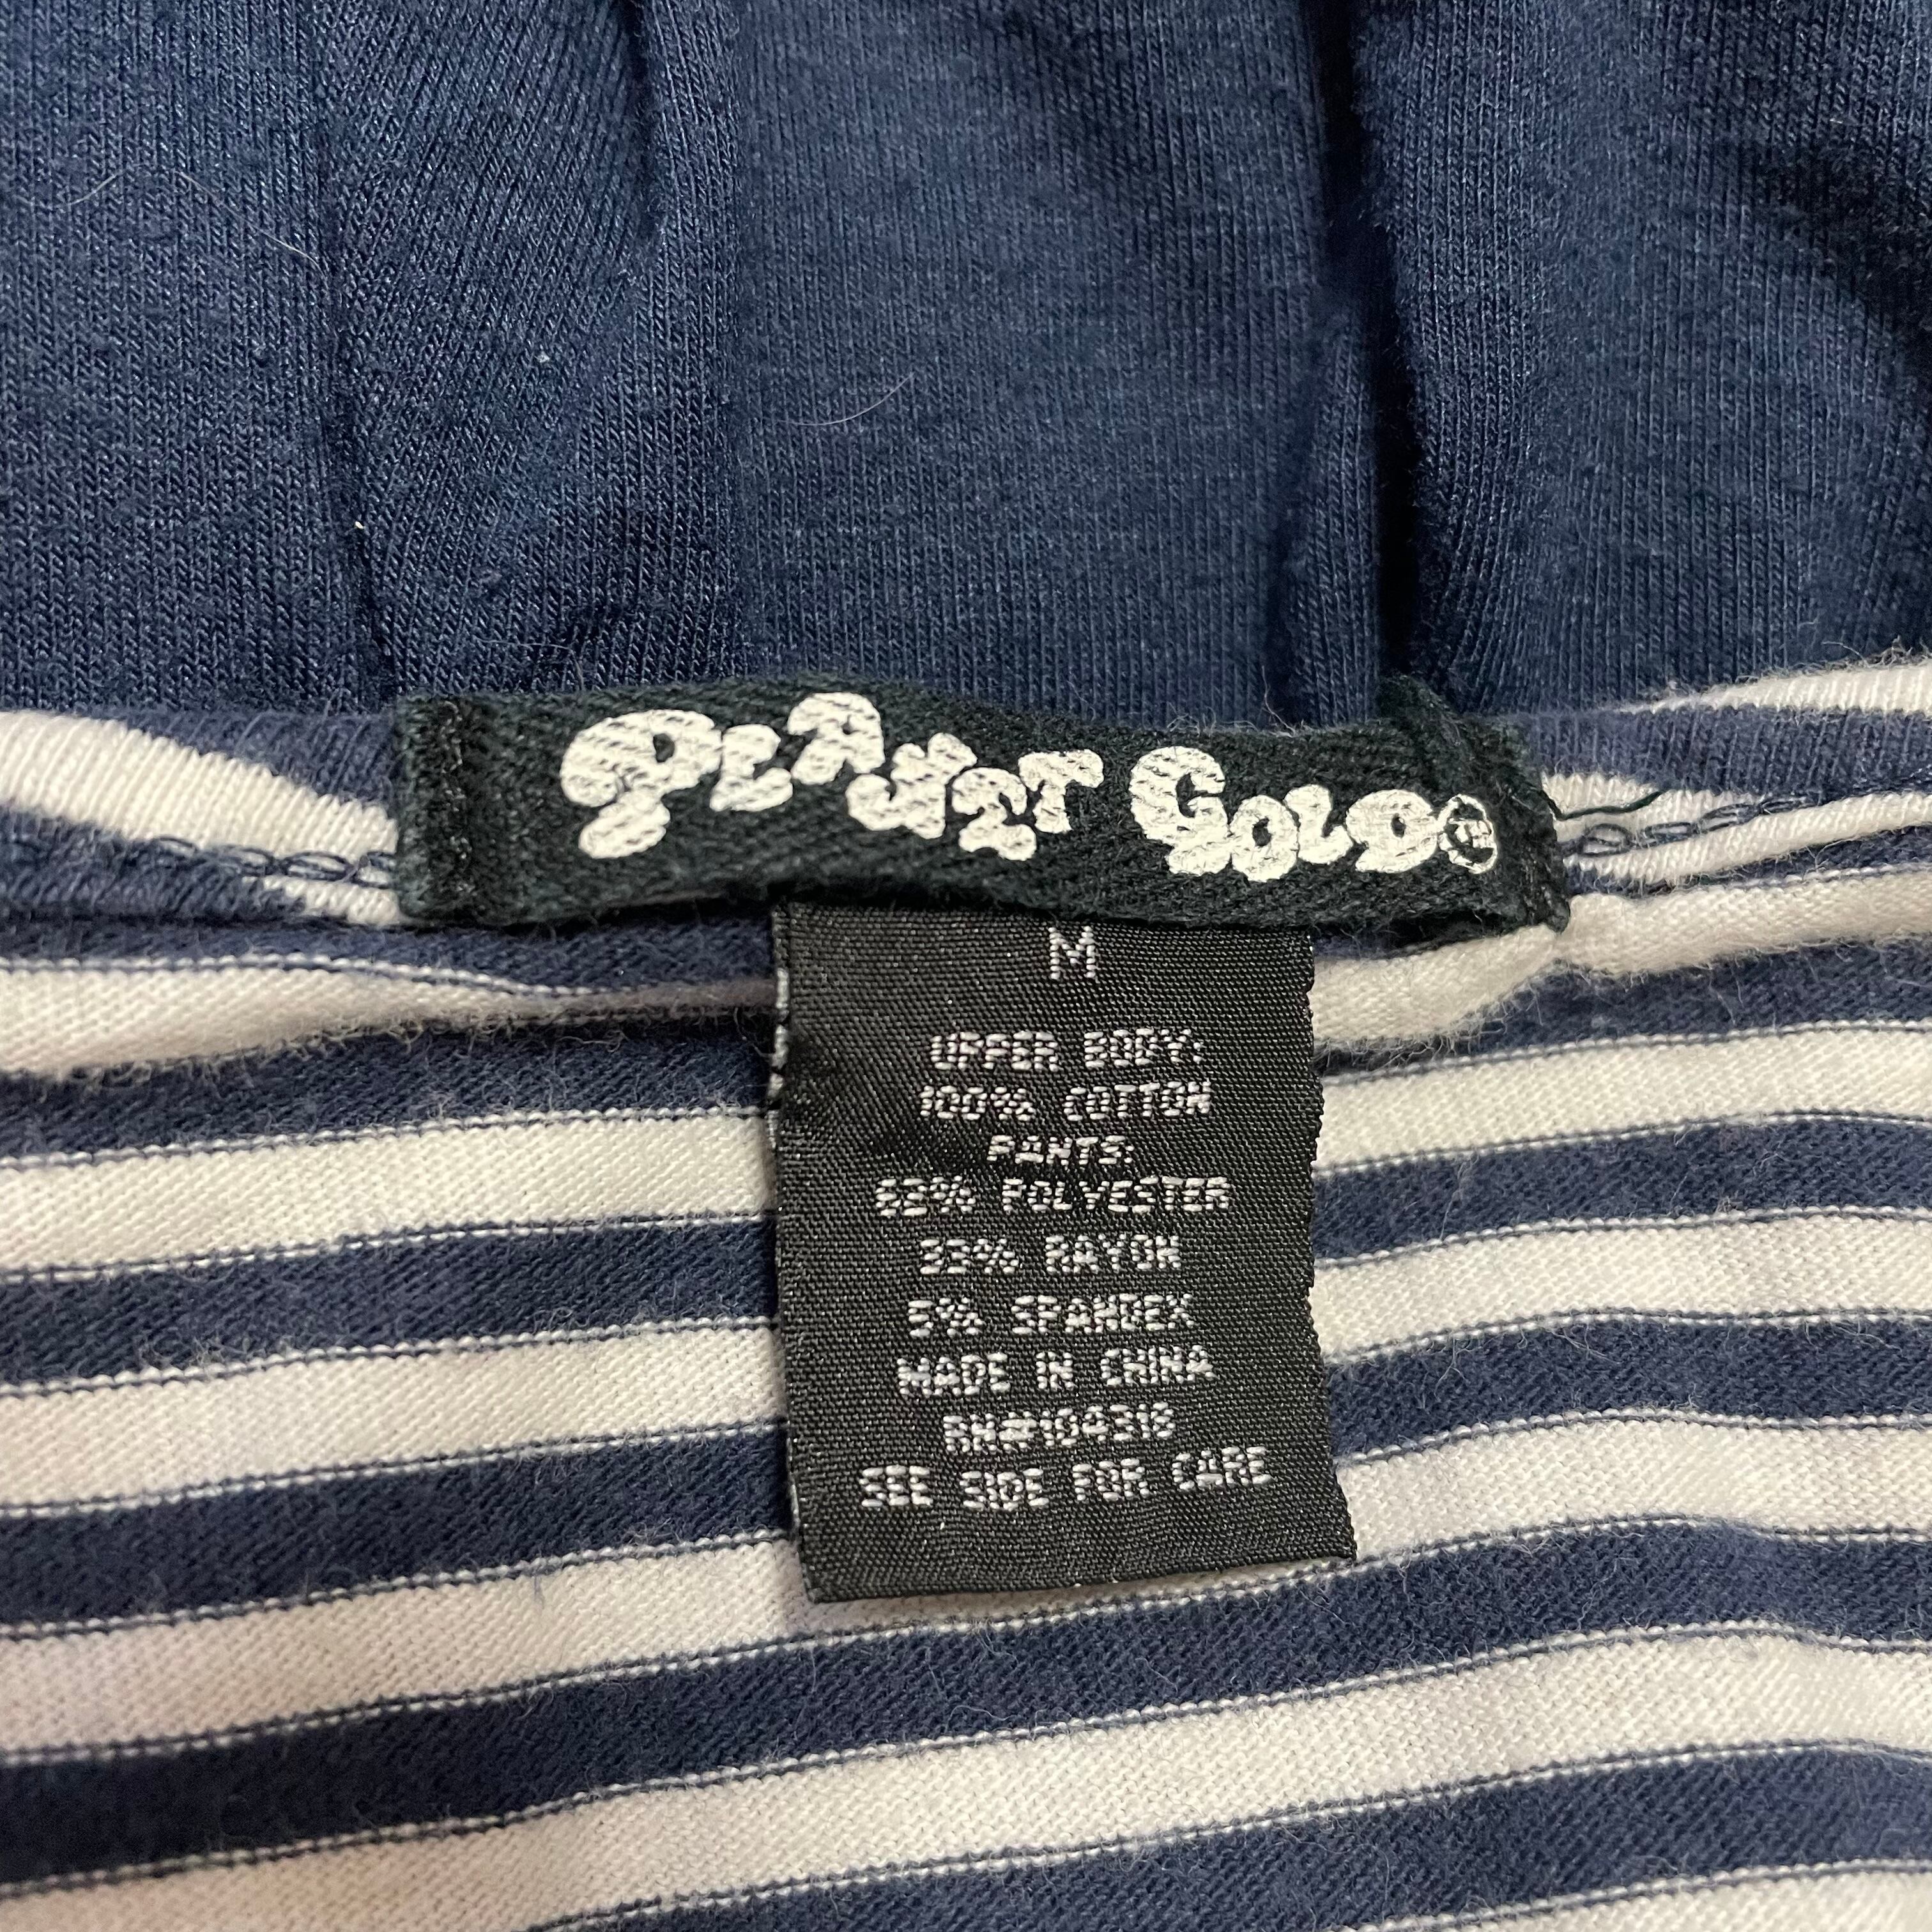 PLANET GOLD®
M
UPPER BODY:
100% COTTON
PANTS:
62% POLYESTER
33% RAYON
5% SPANDEX
MADE IN CHINA
RN#104318
SEE SIDE FOR CARE